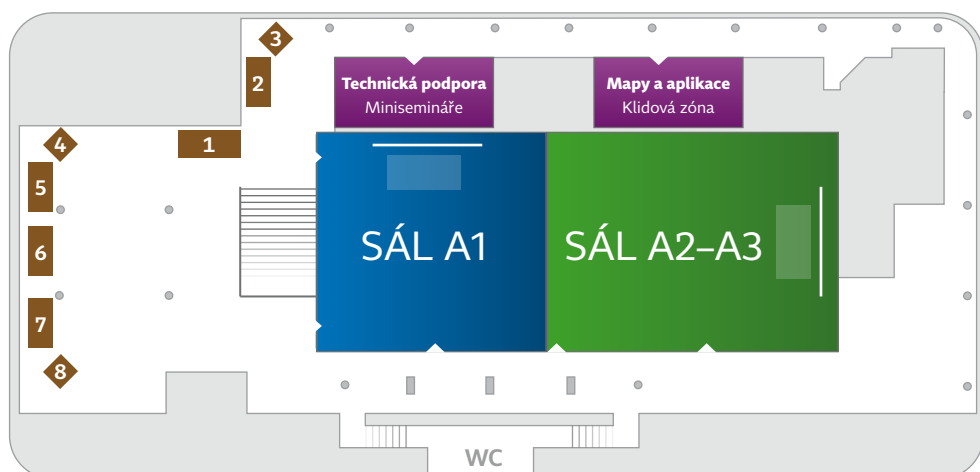 3
2
Technická podpora
Minisemináře
Mapy a aplikace
Klidová zóna
4
1
5
6
7
8
SÁL A1
SÁL A2–A3
WC